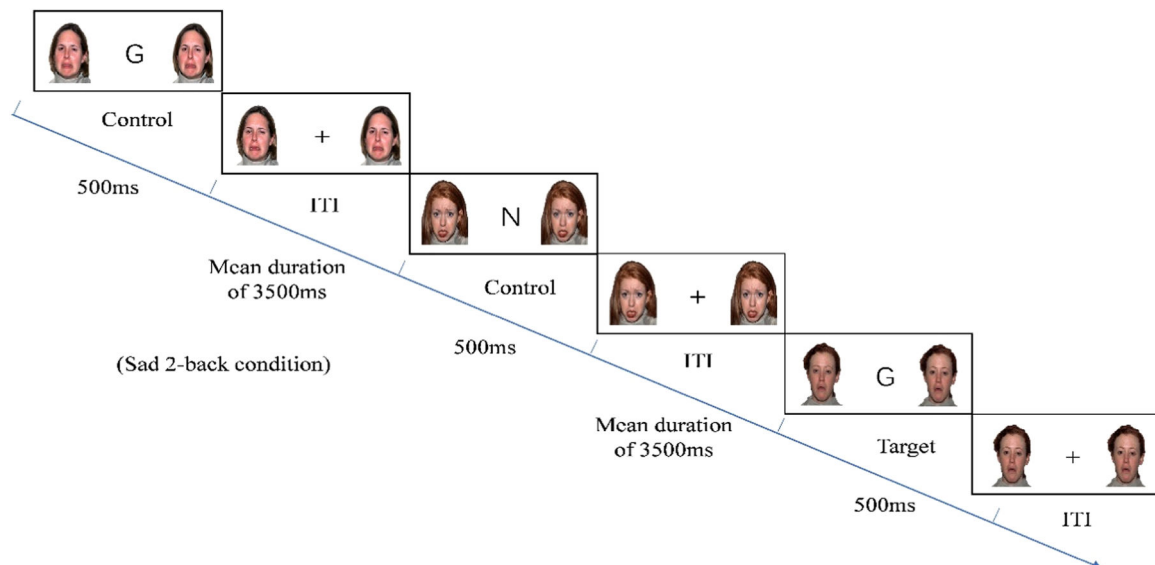 G
Control
500ms
+
ITI
Mean duration
of 3500ms
N
Control
500ms
+
ITI
Mean duration
of 3500ms
G
Target
500ms
+
ITI
(Sad 2-back condition)